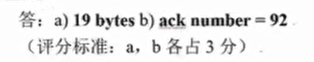 答：a) 19 bytes b) ack number = 92 .
（评分标准：a，b 各占 3 分）.